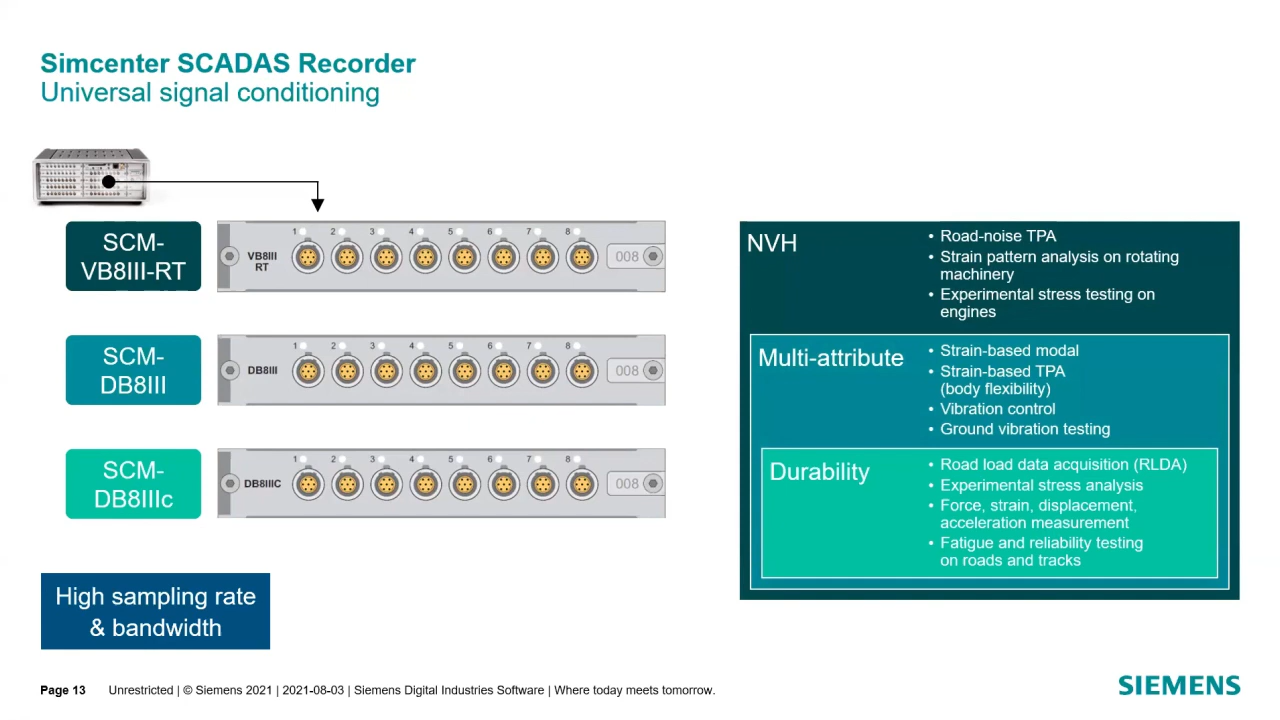 Simcenter SCADAS Recorder
Universal signal conditioning
SCM-
VB8III-RT
VB8III
RT
1 2 3 4 5 6 7 8
008
SCM-
DB8III
DB8III
1 2 3 4 5 6 7 8
008
SCM-
DB8IIIc
DB8IIIC
1 2 3 4 5 6 7 8
008
High sampling rate
& bandwidth
NVH
• Road-noise TPA
• Strain pattern analysis on rotating
machinery
• Experimental stress testing on
engines
Multi-attribute
• Strain-based modal
• Strain-based TPA
(body flexibility)
• Vibration control
• Ground vibration testing
Durability
• Road load data acquisition (RLDA)
• Experimental stress analysis
• Force, strain, displacement,
acceleration measurement
• Fatigue and reliability testing
on roads and tracks
Page 13 Unrestricted | © Siemens 2021 | 2021-08-03 | Siemens Digital Industries Software | Where today meets tomorrow.
SIEMENS